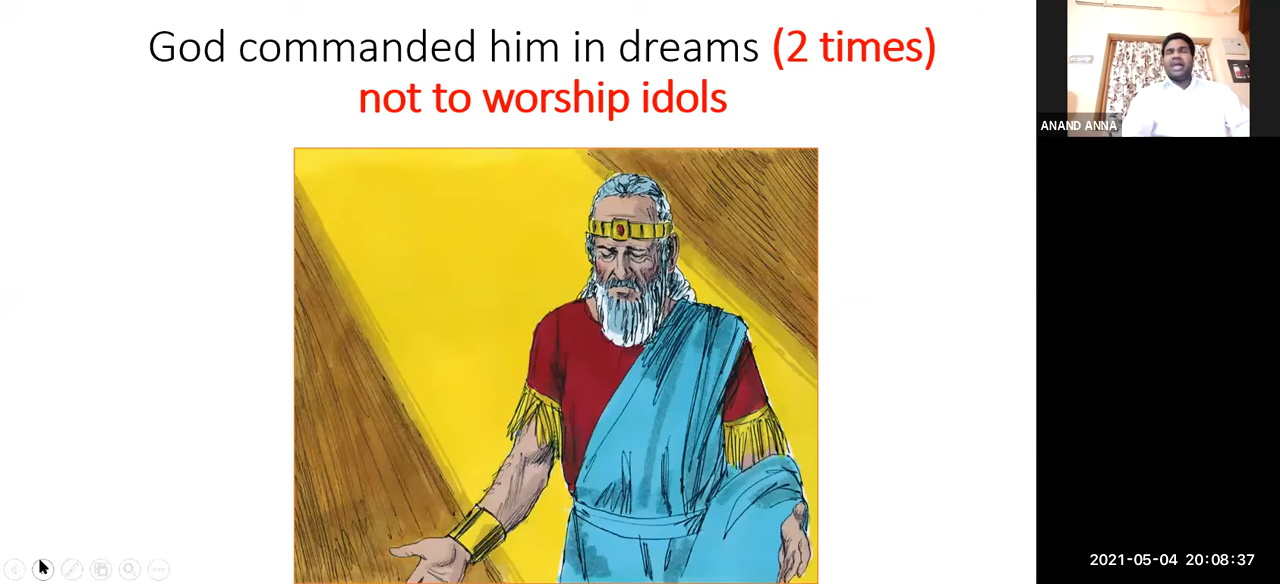 God commanded him in dreams (2 times)
not to worship idols
ANAND ANNA
2021-05-04 20:08:37